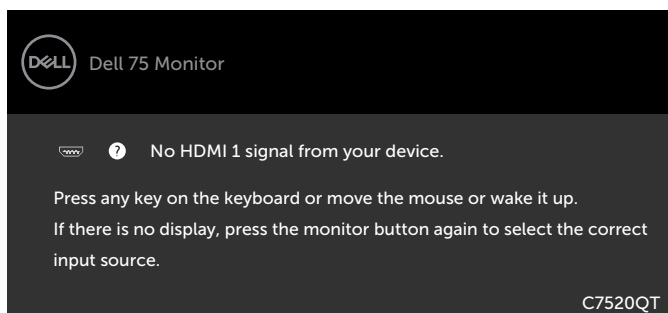 DELL Dell 75 Monitor
? No HDMI 1 signal from your device.
Press any key on the keyboard or move the mouse or wake it up.
If there is no display, press the monitor button again to select the correct
input source.
C7520QT